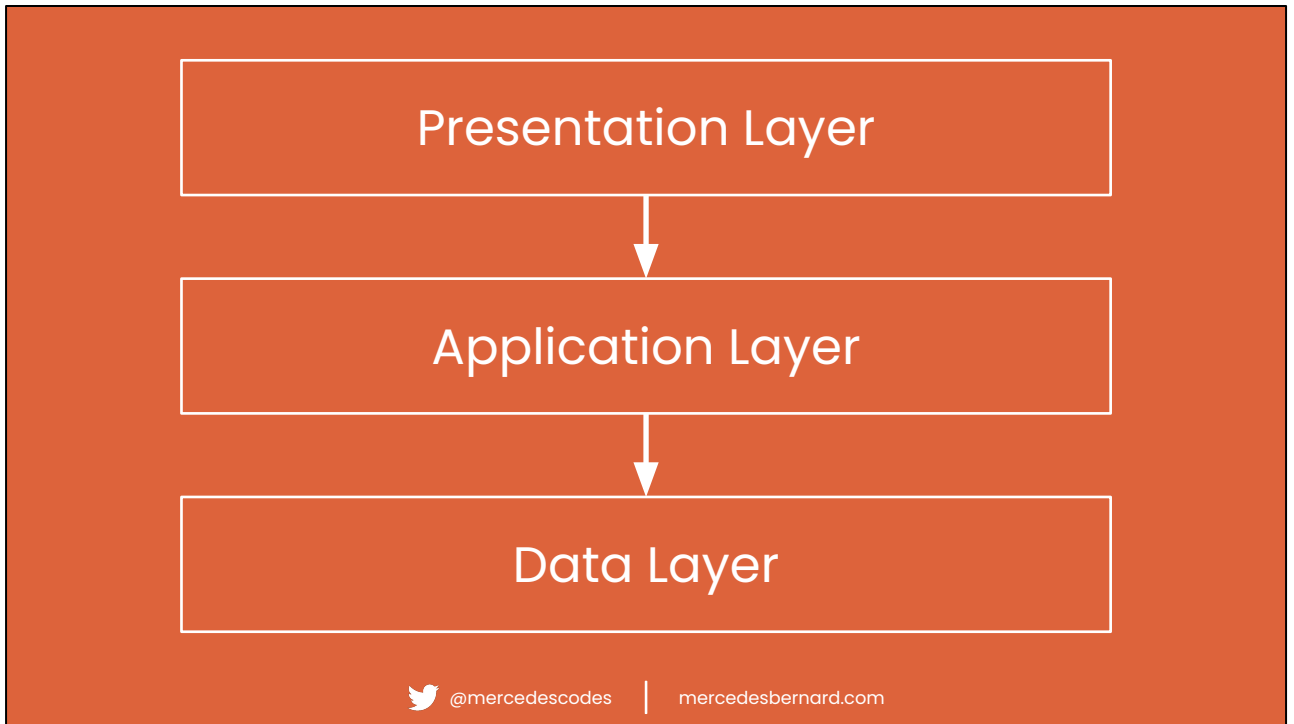 Presentation Layer
Application Layer
Data Layer
@mercedescodes mercedesbernard.com